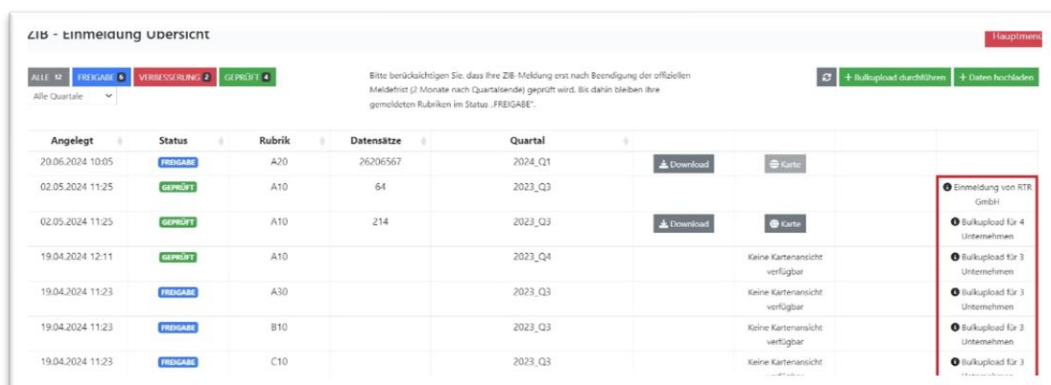 ZIB - Einmeldung Übersicht
Hauptmenü
ALLE 12 FREIGABE 6 VERBESSERUNG 2 GEPRÜFT 4
Alle Quartale
Bitte berücksichtigen Sie, dass Ihre ZIB-Meldung erst nach Beendigung der offiziellen
Meldefrist (2 Monate nach Quartalsende) geprüft wird. Bis dahin bleiben Ihre
gemeldeten Rubriken im Status „FREIGABE".
+ Bulkupload durchführen + Daten hochladen
Angelegt Status Rubrik Datensätze Quartal
20.06.2024 10:05 FREIGABE A20 26206567 2024_Q1 Download Karte
02.05.2024 11:25 GEPRÜFT A10 64 2023_Q3 Einmeldung von RTR
GmbH
02.05.2024 11:25 GEPRÜFT A10 214 2023_Q3 Download Karte Bulkupload für 4
Unternehmen
19.04.2024 12:11 GEPRÜFT A10 2023_Q4 Keine Kartenansicht Bulkupload für 3
verfügbar Unternehmen
19.04.2024 11:23 FREIGABE A30 2023_Q3 Keine Kartenansicht Bulkupload für 3
verfügbar Unternehmen
19.04.2024 11:23 FREIGABE B10 2023_Q3 Keine Kartenansicht Bulkupload für 3
verfügbar Unternehmen
19.04.2024 11:23 FREIGABE C10 2023_Q3 Keine Kartenansicht Bulkupload für 3